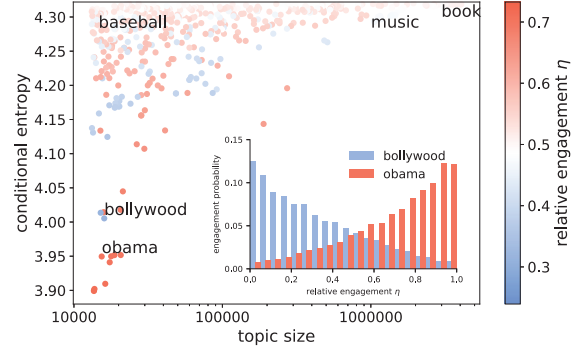 4.30
4.25
4.20
4.15
4.10
4.05
4.00
3.95
3.90
conditional entropy
baseball
music
book
bollywood
obama
10000
100000
1000000
topic size
0.15
0.10
0.05
0.00
engagement probability
bollywood
obama
0.0
0.2
0.4
0.6
0.8
1.0
relative engagement η
0.7
0.6
0.5
0.4
0.3
relative engagement η